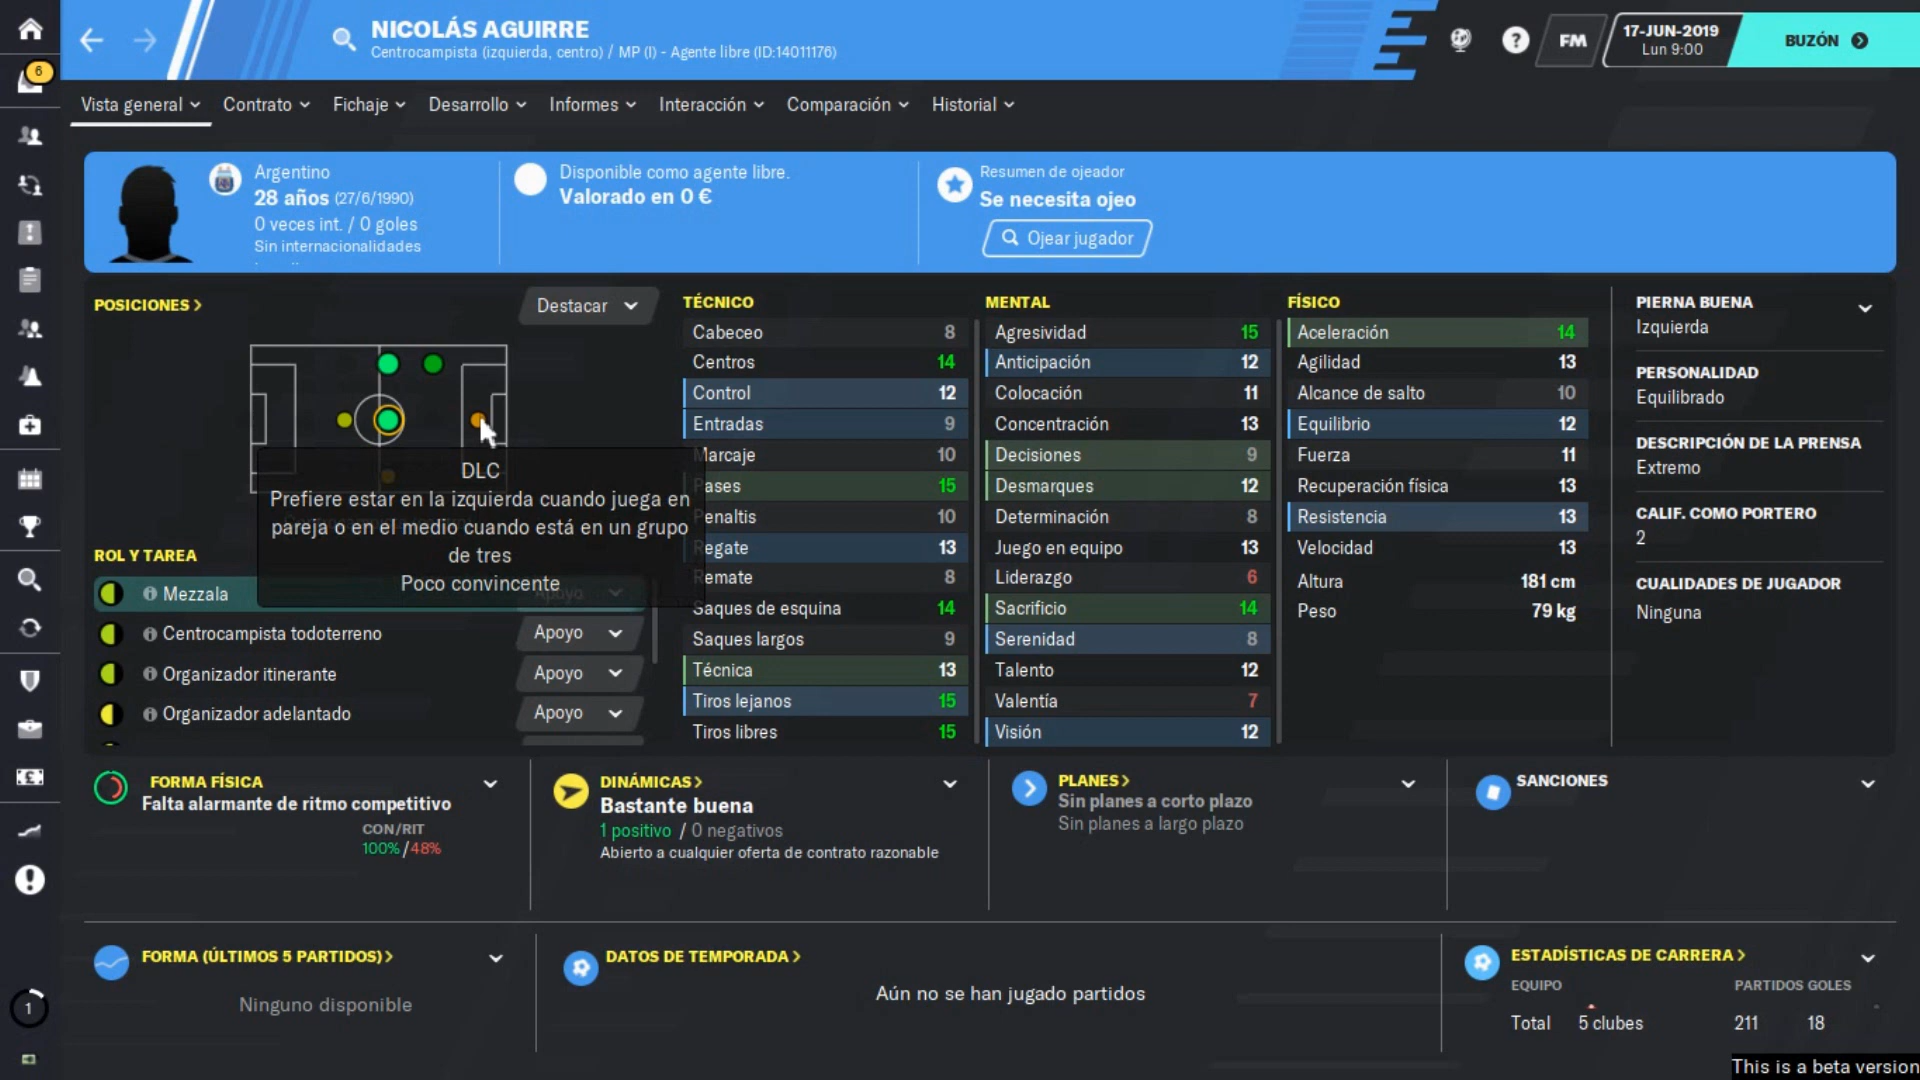 NICOLÁS AGUIRRE
Centrocampista (izquierda, centro) / MP (I) - Agente libre (ID:14011176)
FM
17-JUN-2019
Lun 9:00
BUZÓN
6
Vista general
Contrato
Fichaje
Desarrollo
Informes
Interacción
Comparación
Historial
Argentino
28 años (27/6/1990)
0 veces int. / 0 goles
Sin internacionalidades
Disponible como agente libre.
Valorado en 0 €
Resumen de ojeador
Se necesita ojeo
Ojear jugador
POSICIONES >
Destacar
DLC
Prefiere estar en la izquierda cuando juega en
pareja o en el medio cuando está en un grupo
de tres
Poco convincente
ROL Y TAREA
Mezzala Apoyo
Centrocampista todoterreno Apoyo
Organizador itinerante Apoyo
Organizador adelantado Apoyo
TÉCNICO
Cabeceo 8
Centros 14
Control 12
Entradas 9
Marcaje 10
Pases 15
Penaltis 10
Regate 13
Remate 8
Saques de esquina 14
Saques largos 9
Técnica 13
Tiros lejanos 15
Tiros libres 15
MENTAL
Agresividad 15
Anticipación 12
Colocación 11
Concentración 13
Decisiones 9
Desmarques 12
Determinación 8
Juego en equipo 13
Liderazgo 6
Sacrificio 14
Serenidad 8
Talento 12
Valentía 7
Visión 12
FÍSICO
Aceleración 14
Agilidad 13
Alcance de salto 10
Equilibrio 12
Fuerza 11
Recuperación física 13
Resistencia 13
Velocidad 13
Altura 181 cm
Peso 79 kg
PIERNA BUENA
Izquierda
PERSONALIDAD
Equilibrado
DESCRIPCIÓN DE LA PRENSA
Extremo
CALIF. COMO PORTERO
2
CUALIDADES DE JUGADOR
Ninguna
FORMA FÍSICA
Falta alarmante de ritmo competitivo
CON/RIT
100% / 48%
DINÁMICAS >
Bastante buena
1 positivo / 0 negativos
Abierto a cualquier oferta de contrato razonable
PLANES >
Sin planes a corto plazo
Sin planes a largo plazo
SANCIONES
FORMA (ÚLTIMOS 5 PARTIDOS) >
Ninguno disponible
DATOS DE TEMPORADA >
Aún no se han jugado partidos
ESTADÍSTICAS DE CARRERA >
EQUIPO PARTIDOS GOLES
Total 5 clubes 211 18
1
This is a beta version